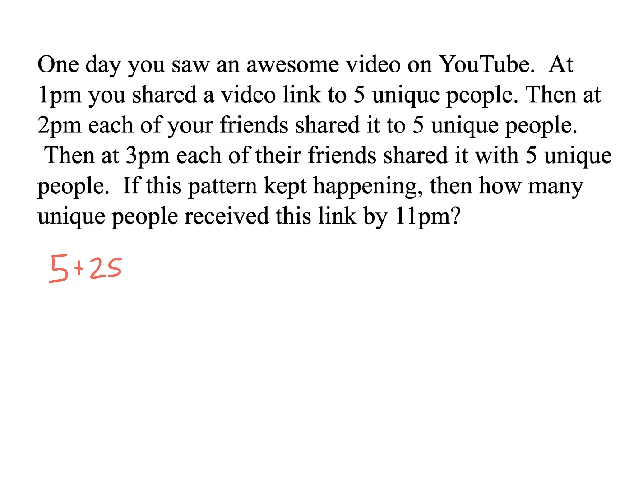 One day you saw an awesome video on YouTube. At
1pm you shared a video link to 5 unique people. Then at
2pm each of your friends shared it to 5 unique people.
Then at 3pm each of their friends shared it with 5 unique
people. If this pattern kept happening, then how many
unique people received this link by 11pm?
5+25